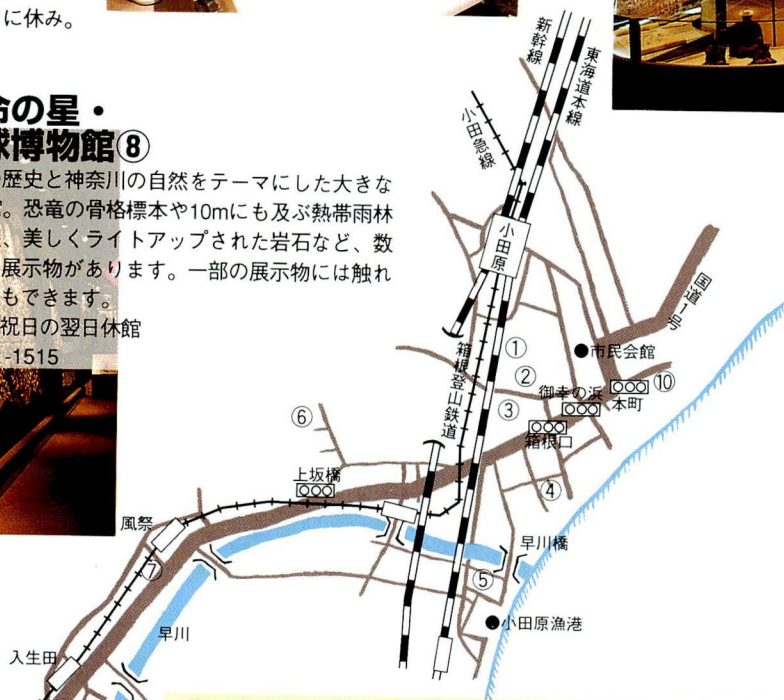 に休み。
命の星・
球博物館⑧
歴史と神奈川の自然をテーマにした大きな
。恐竜の骨格標本や10mにも及ぶ熱帯雨林
、美しくライトアップされた岩石など、数
展示物があります。一部の展示物には触れ
もできます。
祝日の翌日休館
-1515
新幹線
東海道本線
小田急線
小田原
国道1号
箱根登山鉄道
①
●市民会館
②
御幸の浜
本町
⑩
③
箱根口
⑥
上坂橋
④
風祭
早川橋
⑦
⑤
●小田原漁港
早川
入生田